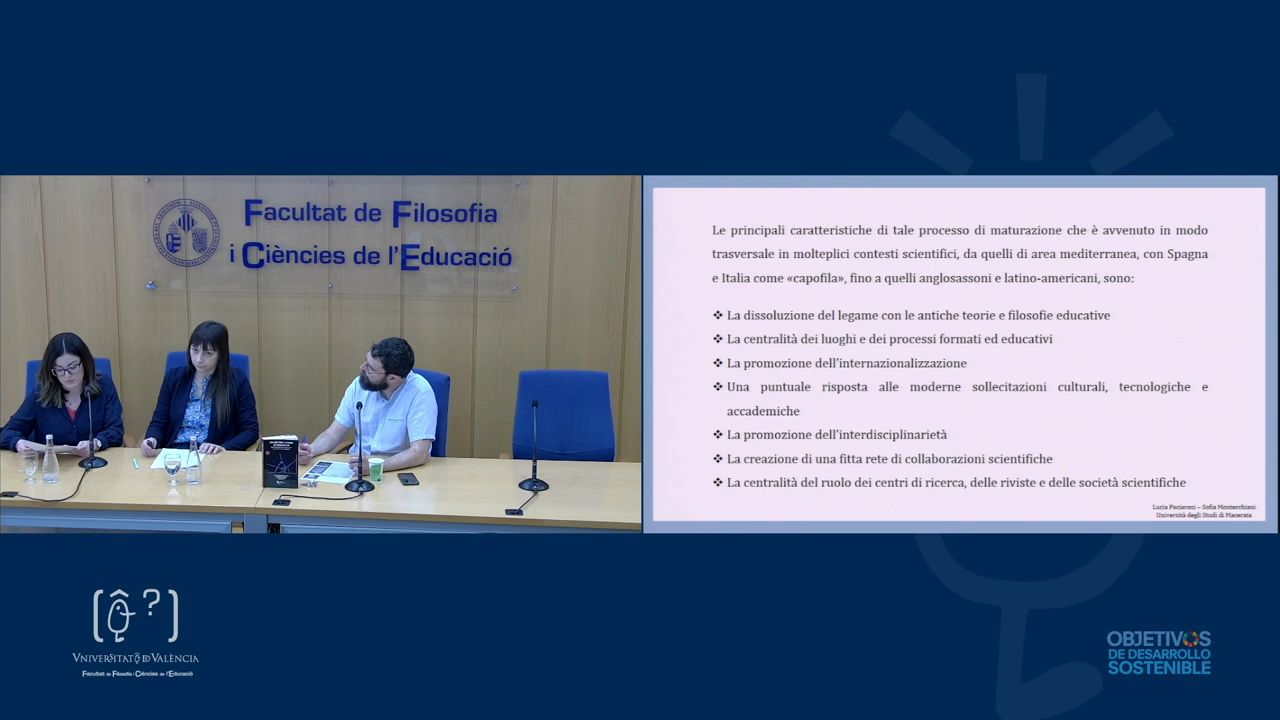 Facultat de Filosofia
i Ciències de l'Educació
Le principali caratteristiche di tale processo di maturazione che è avvenuto in modo
trasversale in molteplici contesti scientifici, da quelli di area mediterranea, con Spagna
e Italia come «capofila», fino a quelli anglosassoni e latino-americani, sono:
❖ La dissoluzione del legame con le antiche teorie e filosofie educative
❖ La centralità dei luoghi e dei processi formati ed educativi
❖ La promozione dell'internazionalizzazione
❖ Una puntuale risposta alle moderne sollecitazioni culturali, tecnologiche e
accademiche
❖ La promozione dell'interdisciplinarietà
❖ La creazione di una fitta rete di collaborazioni scientifiche
❖ La centralità del ruolo dei centri di ricerca, delle riviste e delle società scientifiche
Lucia Paciaroni – Sofia Montecchiani
Università degli Studi di Macerata
[ô?]
VNIVERSITAT ID VALÈNCIA
Facultat de Filosofia i Ciències de l'Educació
OBJETIVOS
DE DESARROLLO
SOSTENIBLE